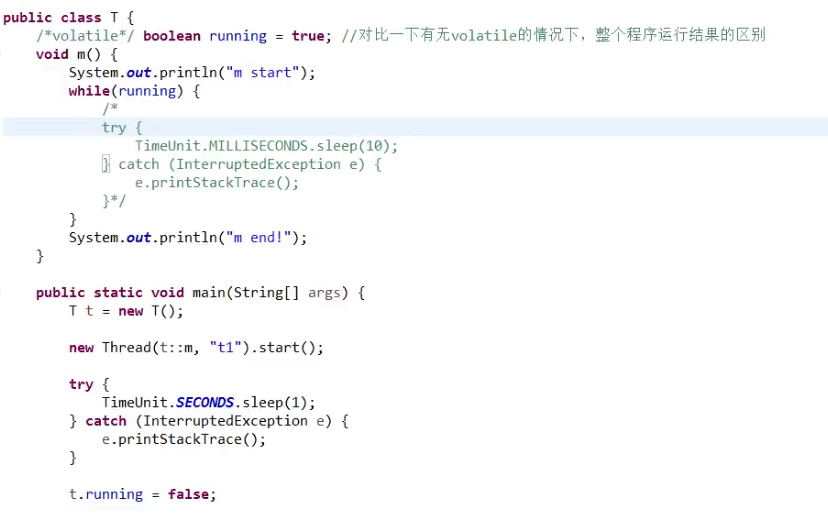 public class T {
/*volatile*/ boolean running = true; //对比一下有无volatile的情况下，整个程序运行结果的区别
void m() {
System.out.println("m start");
while(running) {
/*
try {
TimeUnit.MILLISECONDS.sleep(10);
} catch (InterruptedException e) {
e.printStackTrace();
}*/
}
System.out.println("m end!");
}
public static void main(String[] args) {
T t = new T();
new Thread(t::m, "t1").start();
try {
TimeUnit.SECONDS.sleep(1);
} catch (InterruptedException e) {
e.printStackTrace();
}
t.running = false;